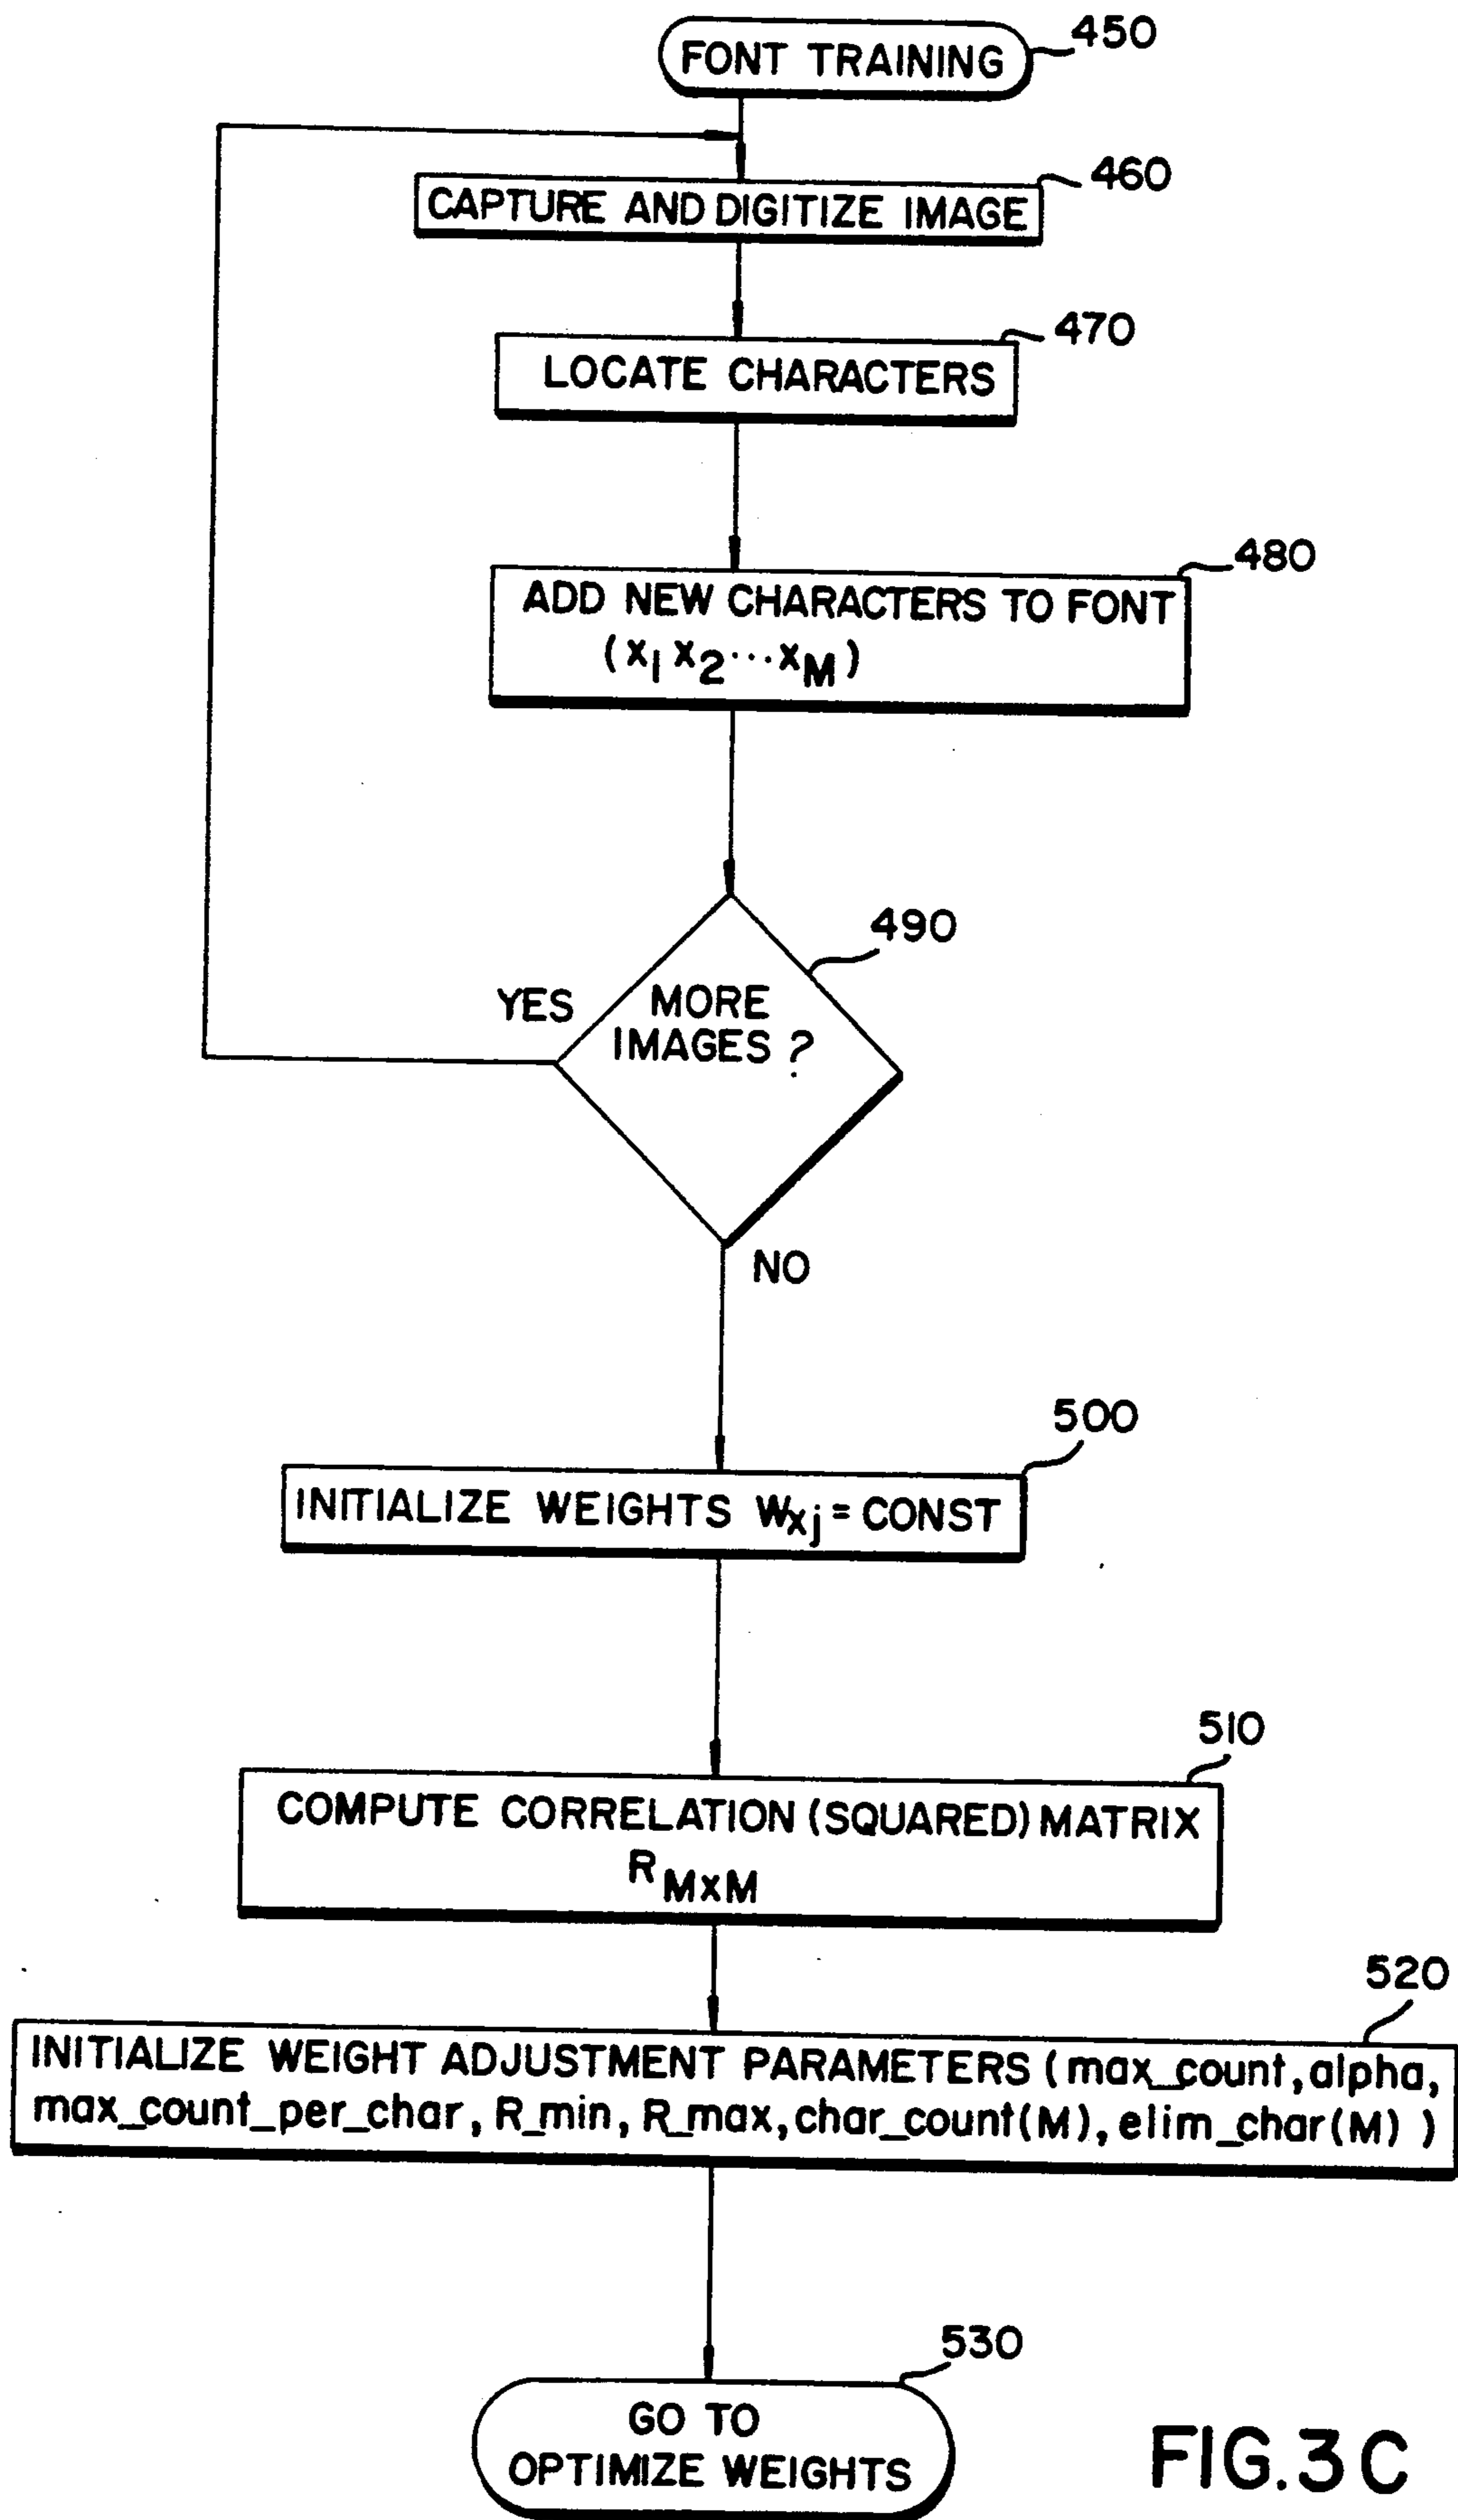 FONT TRAINING
450
CAPTURE AND DIGITIZE IMAGE
460
LOCATE CHARACTERS
470
ADD NEW CHARACTERS TO FONT
(x1 x2...xM)
480
MORE
IMAGES ?
490
YES
NO
INITIALIZE WEIGHTS Wxj = CONST
500
COMPUTE CORRELATION (SQUARED) MATRIX
R MxM
510
INITIALIZE WEIGHT ADJUSTMENT PARAMETERS (max_count, alpha,
max_count_per_char, R_min, R_max, char_count(M), elim_char(M) )
520
GO TO
OPTIMIZE WEIGHTS
530
FIG. 3C